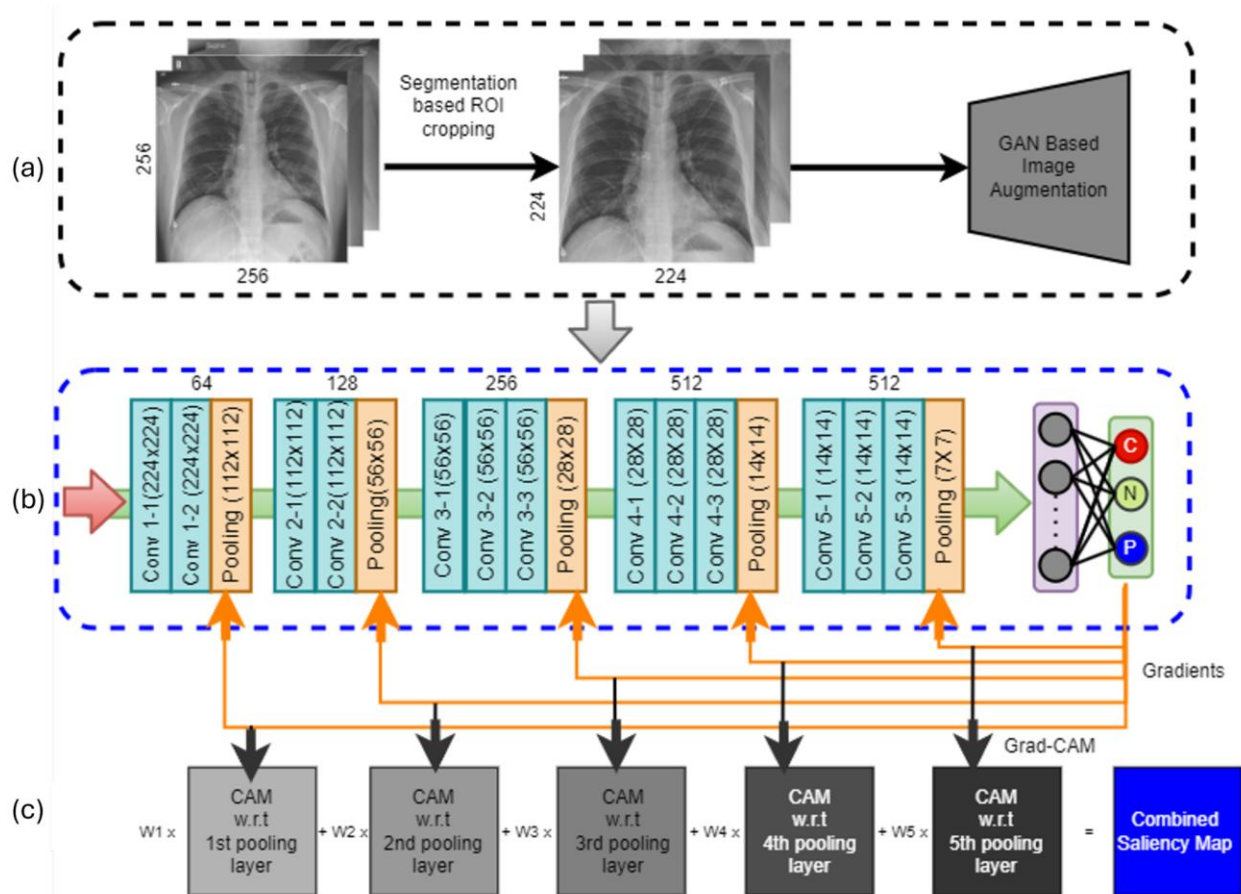 (a)
256
256
Segmentation
based ROI
cropping
224
224
GAN Based
Image
Augmentation
(b)
64
128
256
512
512
Conv 1-1(224x224)
Conv 1-2 (224x224)
Pooling (112x112)
Conv 2-1(112x112)
Conv 2-2(112x112)
Pooling(56x56)
Conv 3-1(56x56)
Conv 3-2 (56x56)
Conv 3-3 (56x56)
Pooling (28x28)
Conv 4-1 (28X28)
Conv 4-2 (28X28)
Conv 4-3 (28X28)
Pooling (14x14)
Conv 5-1 (14x14)
Conv 5-2 (14x14)
Conv 5-3 (14x14)
Pooling (7X7)
C
N
P
Gradients
Grad-CAM
(c)
W1 x
CAM
w.r.t
1st pooling
layer
+ W2 x
CAM
w.r.t
2nd pooling
layer
+ W3 x
CAM
w.r.t
3rd pooling
layer
+ W4 x
CAM
w.r.t
4th pooling
layer
+ W5 x
CAM
w.r.t
5th pooling
layer
=
Combined
Saliency Map